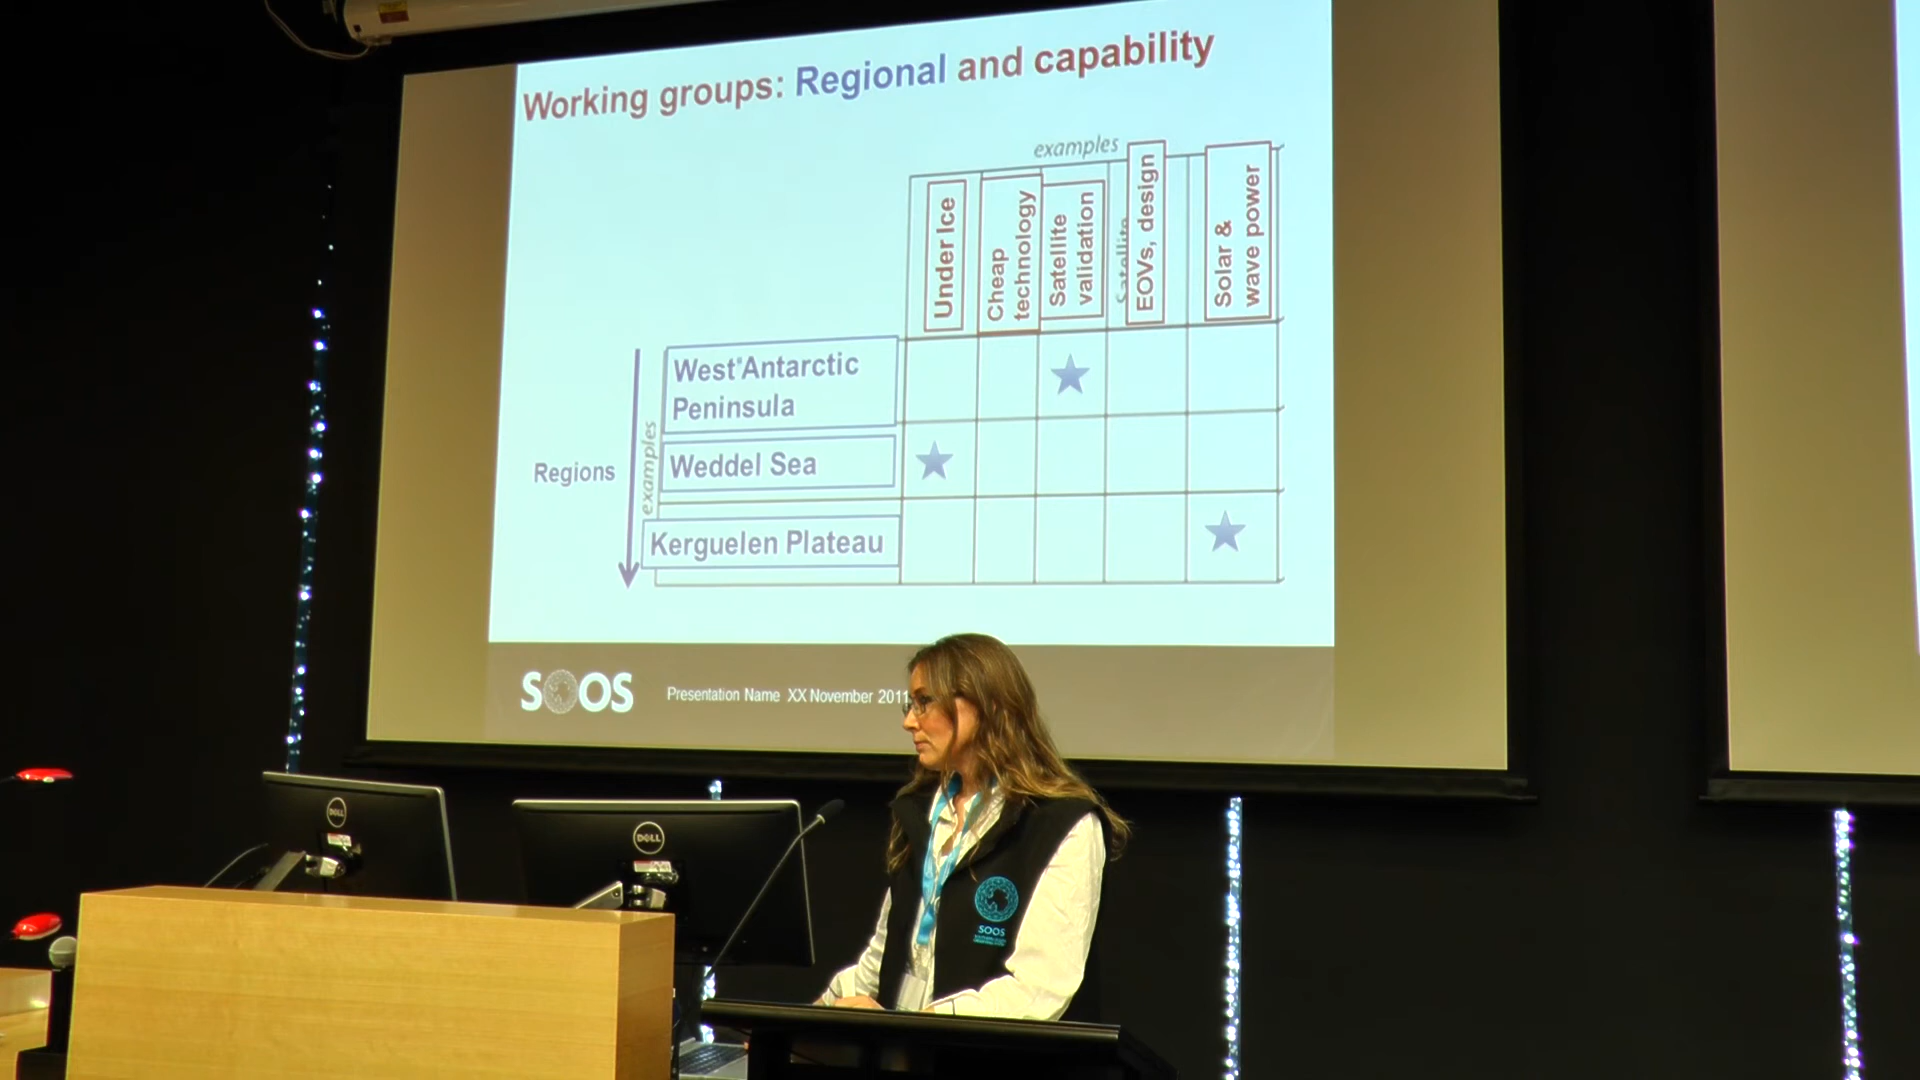 Working groups: Regional and capability
examples
Under Ice
Cheap
technology
Satellite
validation
Satellite
EOVs, design
Solar &
wave power
Regions
examples
West Antarctic
Peninsula
Weddel Sea
Kerguelen Plateau
SOOS
Presentation Name XX November 2011
DELL
DELL
SOOS